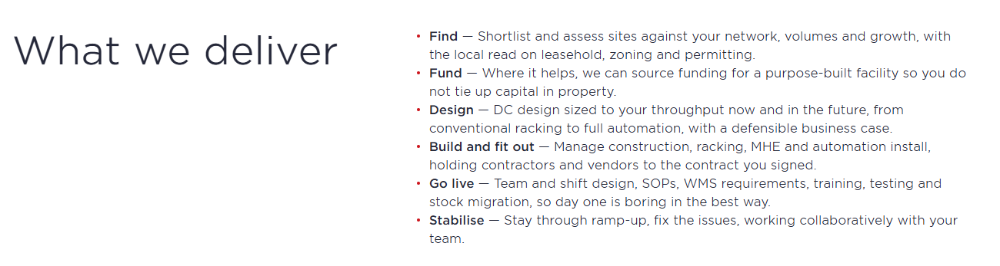 What we deliver
• Find — Shortlist and assess sites against your network, volumes and growth, with
the local read on leasehold, zoning and permitting.
• Fund — Where it helps, we can source funding for a purpose-built facility so you do
not tie up capital in property.
• Design — DC design sized to your throughput now and in the future, from
conventional racking to full automation, with a defensible business case.
• Build and fit out — Manage construction, racking, MHE and automation install,
holding contractors and vendors to the contract you signed.
• Go live — Team and shift design, SOPs, WMS requirements, training, testing and
stock migration, so day one is boring in the best way.
• Stabilise — Stay through ramp-up, fix the issues, working collaboratively with your
team.